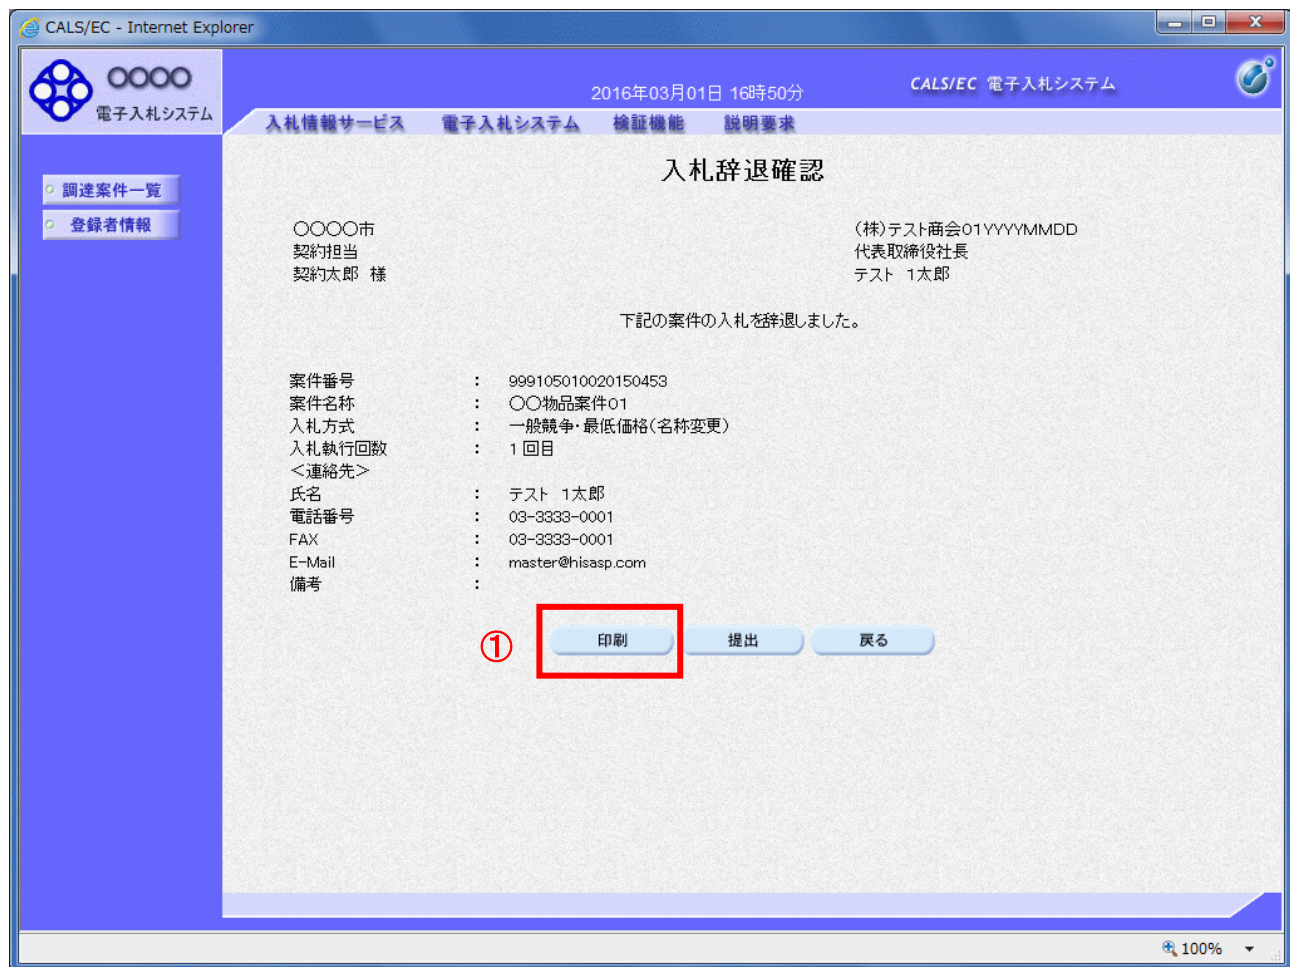 CALS/EC - Internet Explorer
○○○○
電子入札システム
2016年03月01日 16時50分
CALS/EC 電子入札システム
入札情報サービス 電子入札システム 検証機能 説明要求
調達案件一覧
登録者情報
入札辞退確認
○○○○市
契約担当
契約太郎 様
(株)テスト商会01YYYYMMDD
代表取締役社長
テスト 1太郎
下記の案件の入札を辞退しました。
案件番号 : 999105010020150453
案件名称 : ○○物品案件01
入札方式 : 一般競争・最低価格(名称変更)
入札執行回数 : 1回目
<連絡先>
氏名 : テスト 1太郎
電話番号 : 03-3333-0001
FAX : 03-3333-0001
E-Mail : master@hisasp.com
備考 :
① 印刷 提出 戻る
100%